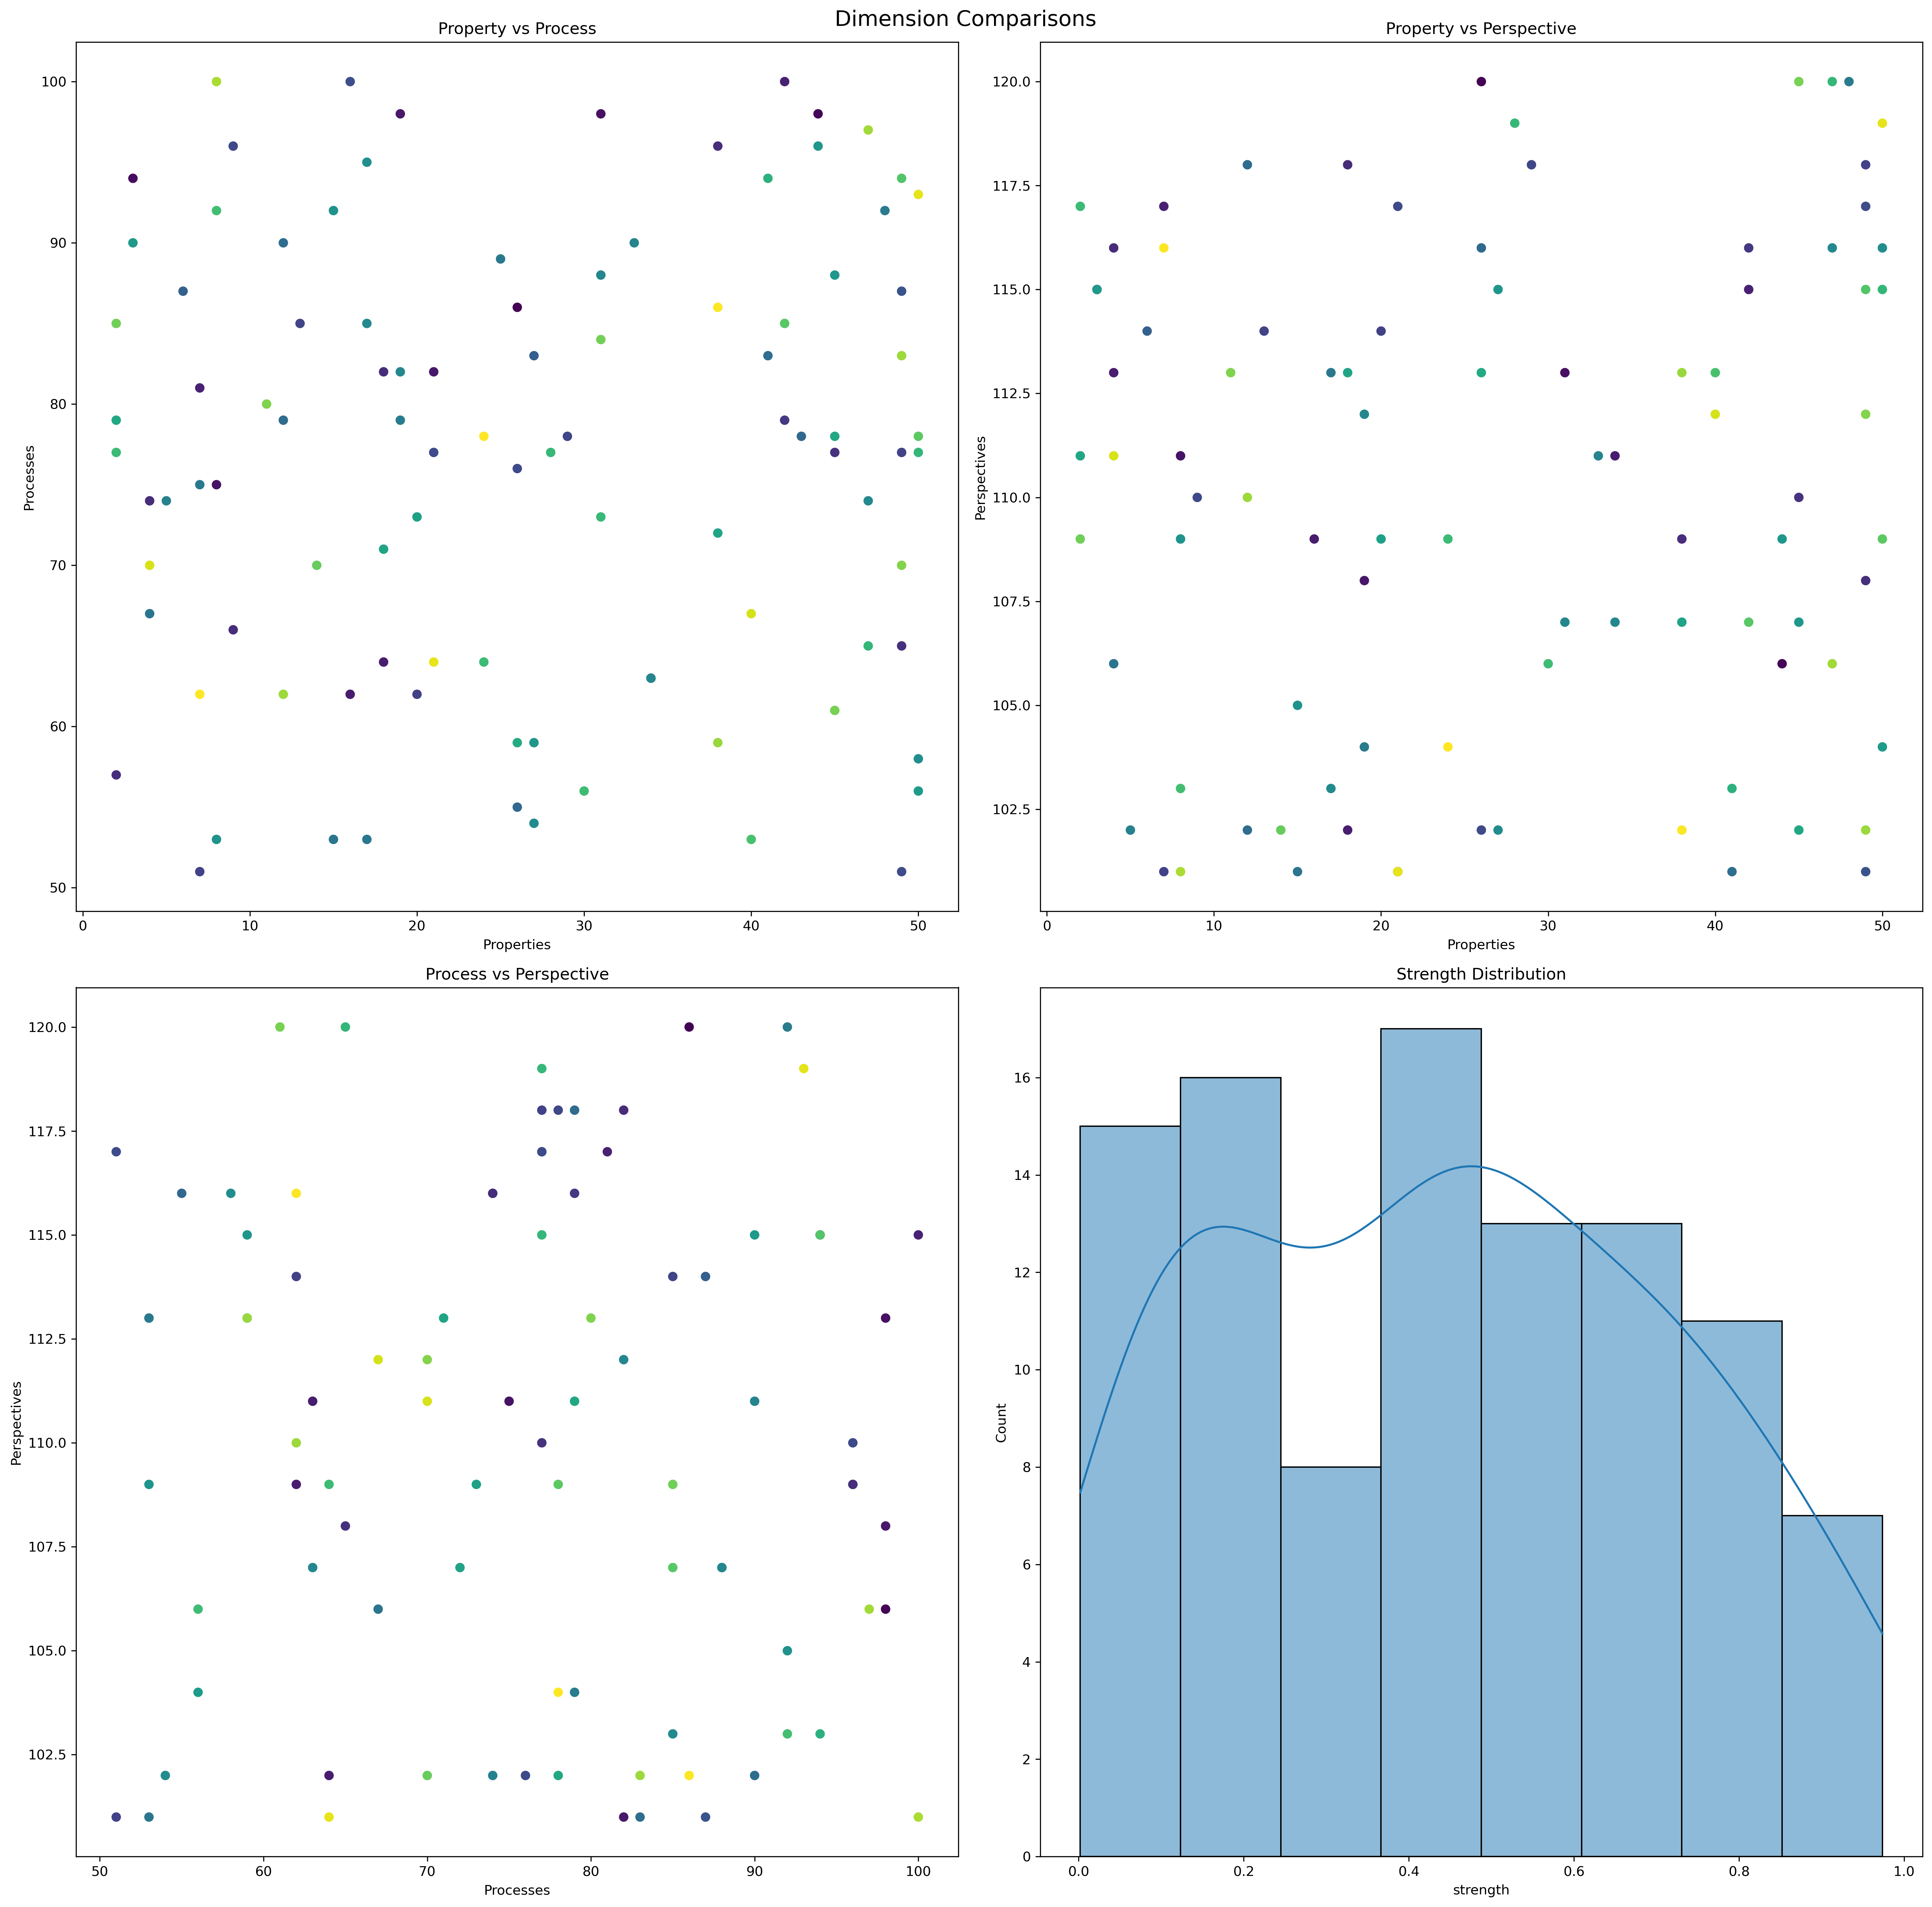 Dimension Comparisons
Property vs Process
100
90
80
70
60
50
Processes
0 10 20 30 40 50
Properties
Property vs Perspective
120.0
117.5
115.0
112.5
110.0
107.5
105.0
102.5
Perspectives
0 10 20 30 40 50
Properties
Process vs Perspective
120.0
117.5
115.0
112.5
110.0
107.5
105.0
102.5
Perspectives
50 60 70 80 90 100
Processes
Strength Distribution
16
14
12
10
8
6
4
2
0
Count
0.0 0.2 0.4 0.6 0.8 1.0
strength